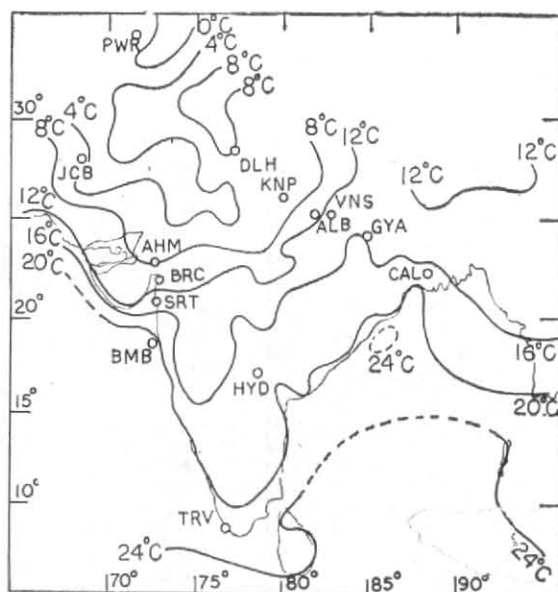 PWR
0°C
4°C
8°C
8°C
30°
4°C
8°C
JCB
DLH
KNP
8°C
12°C
12°C
12°C
12°C
16°C
20°C
AHM
ALB
VNS
GYA
BRC
SRT
CAL
20°
BMB
HYD
24°C
16°C
20°C
15°
10°
TRV
24°C
24°C
170°
175°
180°
185°
190°